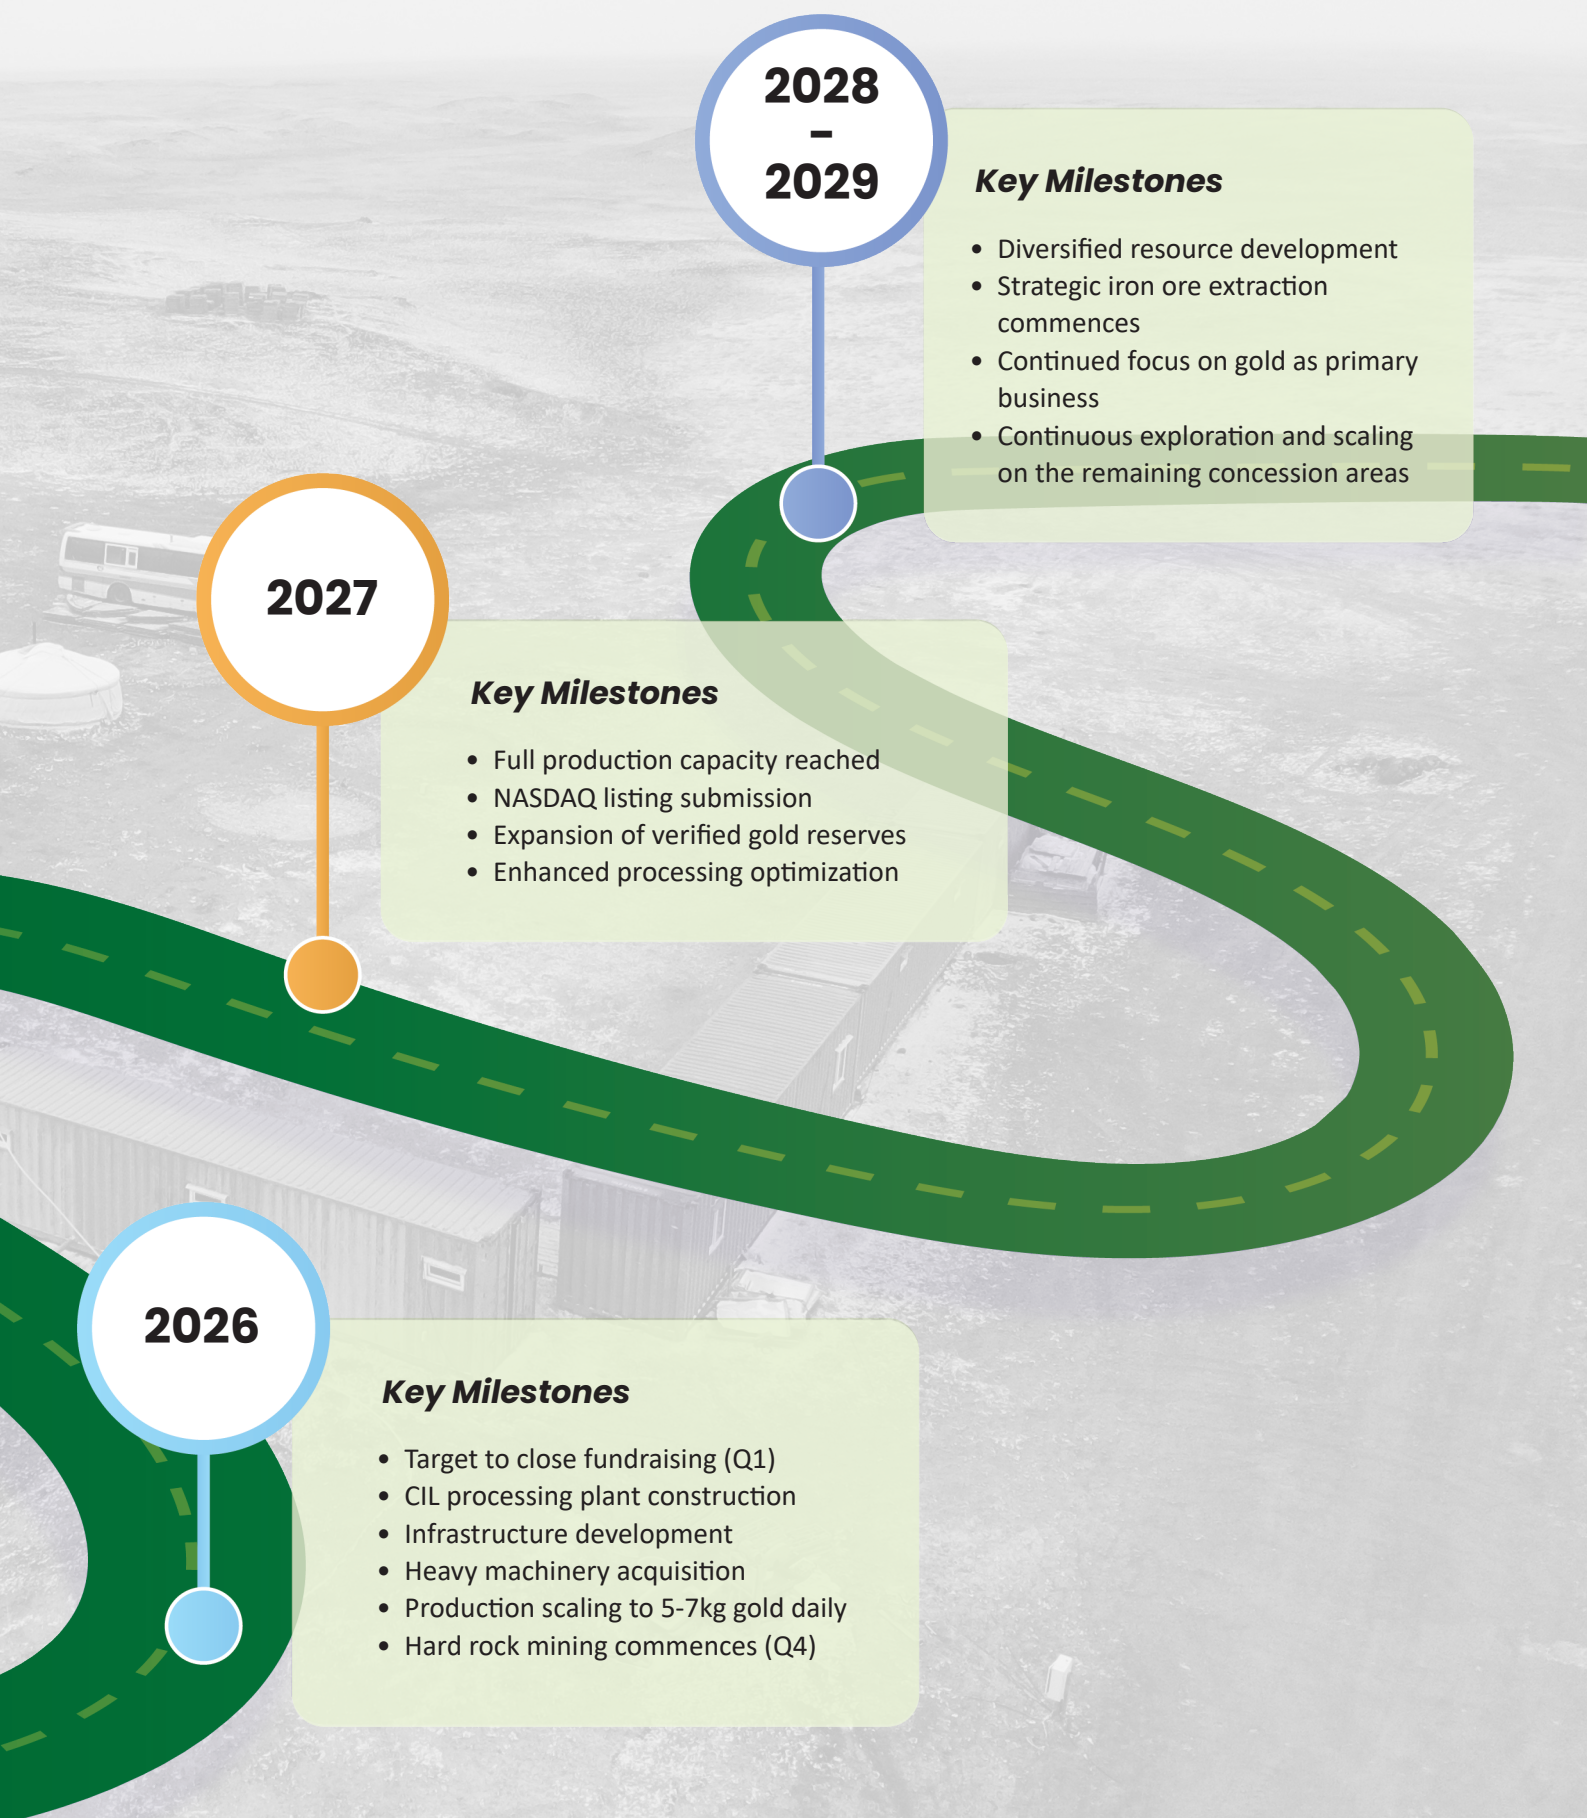 2028
-
2029
Key Milestones
• Diversified resource development
• Strategic iron ore extraction
commences
• Continued focus on gold as primary
business
• Continuous exploration and scaling
on the remaining concession areas
2027
Key Milestones
• Full production capacity reached
• NASDAQ listing submission
• Expansion of verified gold reserves
• Enhanced processing optimization
2026
Key Milestones
• Target to close fundraising (Q1)
• CIL processing plant construction
• Infrastructure development
• Heavy machinery acquisition
• Production scaling to 5-7kg gold daily
• Hard rock mining commences (Q4)